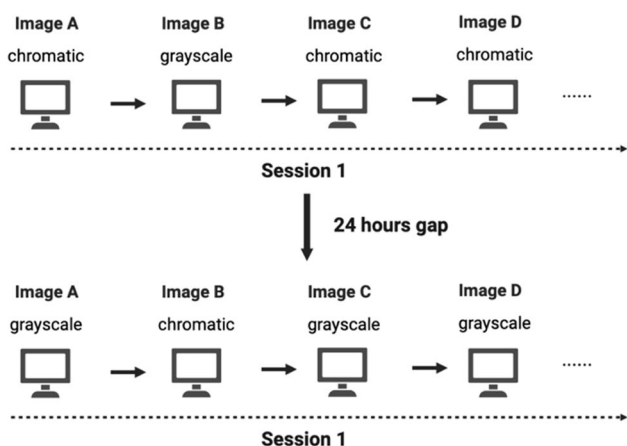 Image A Image B Image C Image D
chromatic grayscale chromatic chromatic
......
Session 1
24 hours gap
Image A Image B Image C Image D
grayscale chromatic grayscale grayscale
......
Session 1